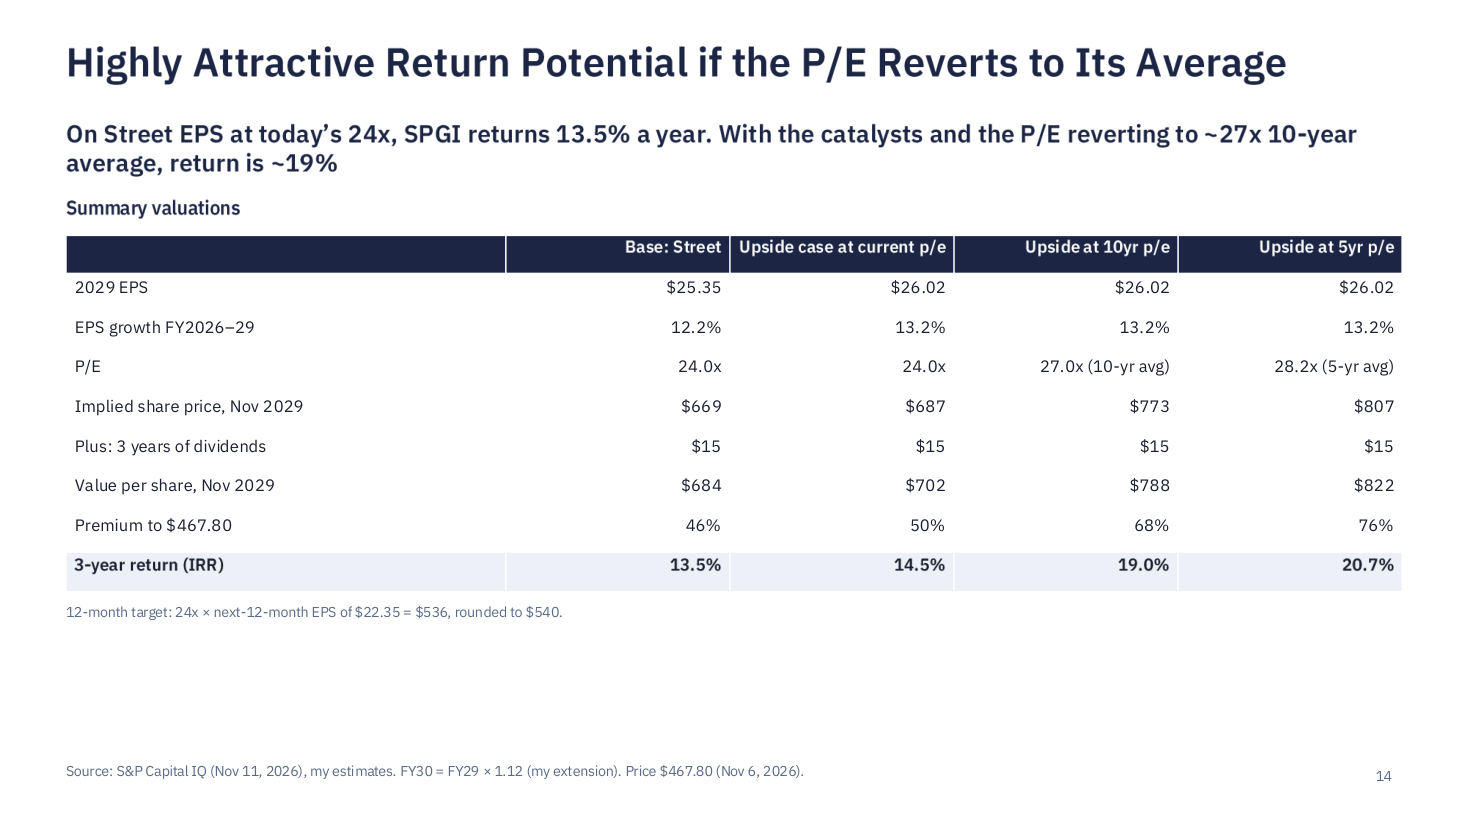 Highly Attractive Return Potential if the P/E Reverts to Its Average
On Street EPS at today’s 24x, SPGI returns 13.5% a year. With the catalysts and the P/E reverting to ~27x 10-year
average, return is ~19%
Summary valuations
Base: Street Upside case at current p/e Upside at 10yr p/e Upside at 5yr p/e
2029 EPS $25.35 $26.02 $26.02 $26.02
EPS growth FY2026–29 12.2% 13.2% 13.2% 13.2%
P/E 24.0x 24.0x 27.0x (10-yr avg) 28.2x (5-yr avg)
Implied share price, Nov 2029 $669 $687 $773 $807
Plus: 3 years of dividends $15 $15 $15 $15
Value per share, Nov 2029 $684 $702 $788 $822
Premium to $467.80 46% 50% 68% 76%
3-year return (IRR) 13.5% 14.5% 19.0% 20.7%
12-month target: 24x × next-12-month EPS of $22.35 = $536, rounded to $540.
Source: S&P Capital IQ (Nov 11, 2026), my estimates. FY30 = FY29 × 1.12 (my extension). Price $467.80 (Nov 6, 2026).
14